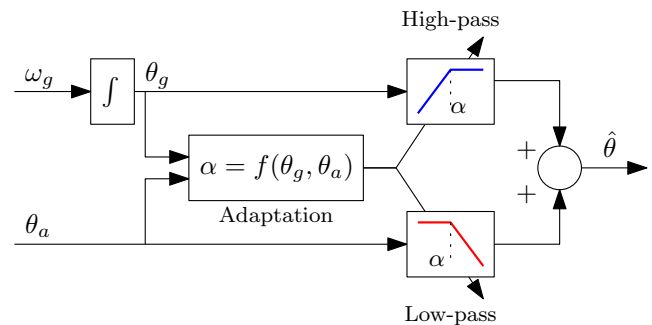 High-pass
ω_g
∫
θ_g
α
α = f(θ_g, θ_a)
Adaptation
+
θ̂
+
θ_a
α
Low-pass